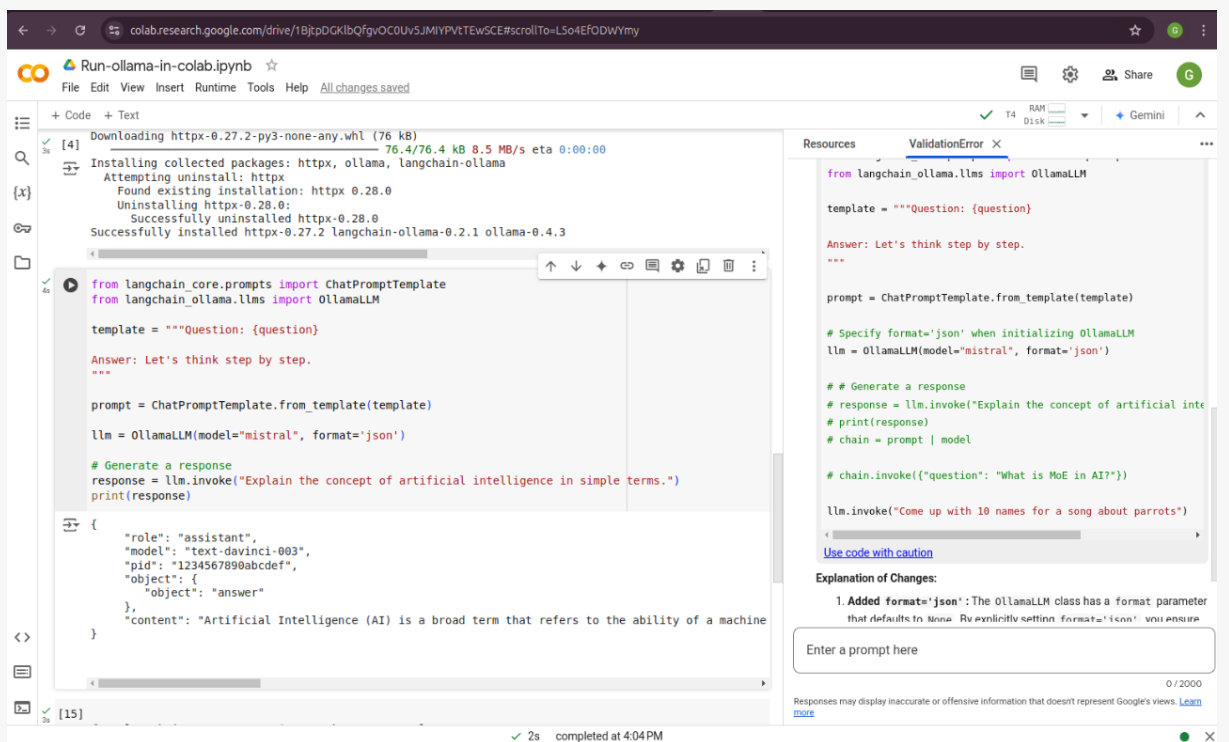 colab.research.google.com/drive/1BjtpDGKlbQfgvOC0Uv5JMIYPVtTEwSCE#scrollTo=L5o4EfODWYmy
G
Run-ollama-in-colab.ipynb
File Edit View Insert Runtime Tools Help All changes saved
Share
G
+ Code + Text
T4 RAM Disk
Gemini
3s
[4]
Downloading httpx-0.27.2-py3-none-any.whl (76 kB)
76.4/76.4 kB 8.5 MB/s eta 0:00:00
Installing collected packages: httpx, ollama, langchain-ollama
Attempting uninstall: httpx
Found existing installation: httpx 0.28.0
Uninstalling httpx-0.28.0:
Successfully uninstalled httpx-0.28.0
Successfully installed httpx-0.27.2 langchain-ollama-0.2.1 ollama-0.4.3
{x}
4s
from langchain_core.prompts import ChatPromptTemplate
from langchain_ollama.llms import OllamaLLM
template = """Question: {question}
Answer: Let's think step by step.
"""
prompt = ChatPromptTemplate.from_template(template)
llm = OllamaLLM(model="mistral", format='json')
# Generate a response
response = llm.invoke("Explain the concept of artificial intelligence in simple terms.")
print(response)
{
"role": "assistant",
"model": "text-davinci-003",
"pid": "1234567890abcdef",
"object": {
"object": "answer"
},
"content": "Artificial Intelligence (AI) is a broad term that refers to the ability of a machine
}
3s
[15]
Resources ValidationError
from langchain_ollama.llms import OllamaLLM
template = """Question: {question}
Answer: Let's think step by step.
"""
prompt = ChatPromptTemplate.from_template(template)
# Specify format='json' when initializing OllamaLLM
llm = OllamaLLM(model="mistral", format='json')
# # Generate a response
# response = llm.invoke("Explain the concept of artificial inte
# print(response)
# chain = prompt | model
# chain.invoke({"question": "What is MoE in AI?"})
llm.invoke("Come up with 10 names for a song about parrots")
Use code with caution
Explanation of Changes:
1. Added format='json': The OllamaLLM class has a format parameter
that defaults to None. By explicitly setting format='json', you ensure
Enter a prompt here
0 / 2000
Responses may display inaccurate or offensive information that doesn't represent Google's views. Learn
more
2s completed at 4:04 PM